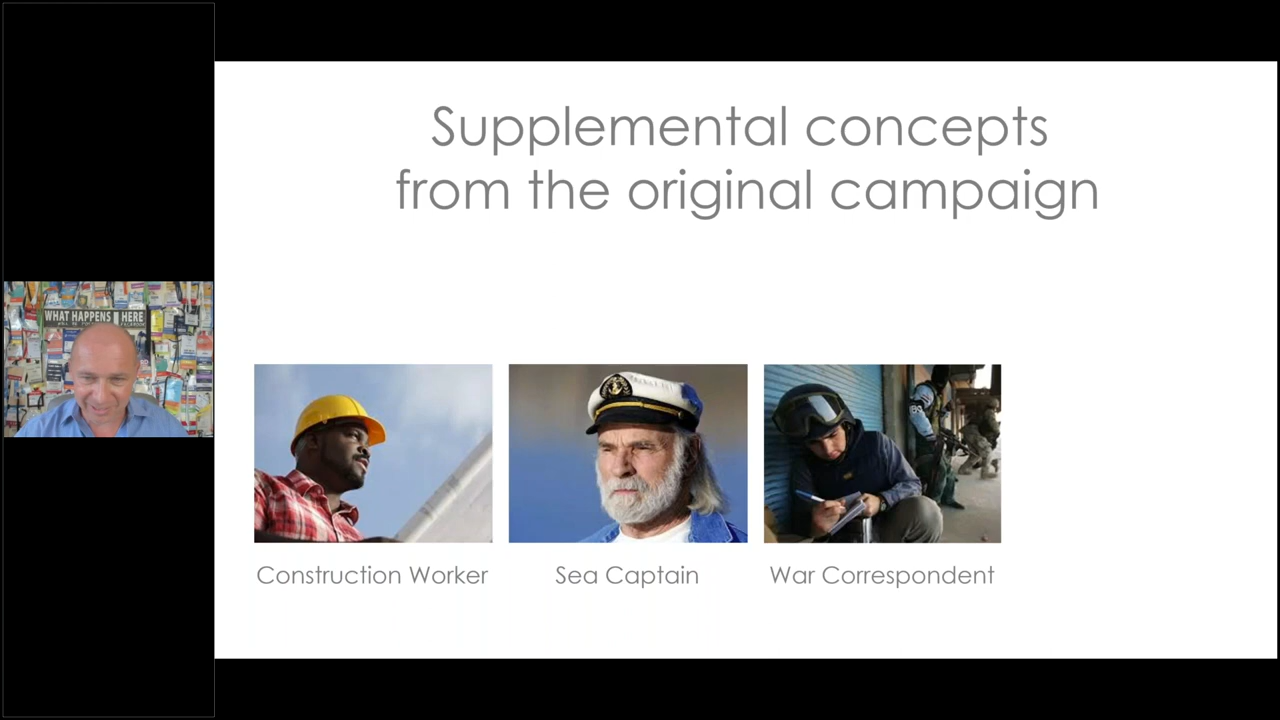 Supplemental concepts
from the original campaign
WHAT HAPPENS HERE
Construction Worker
Sea Captain
War Correspondent